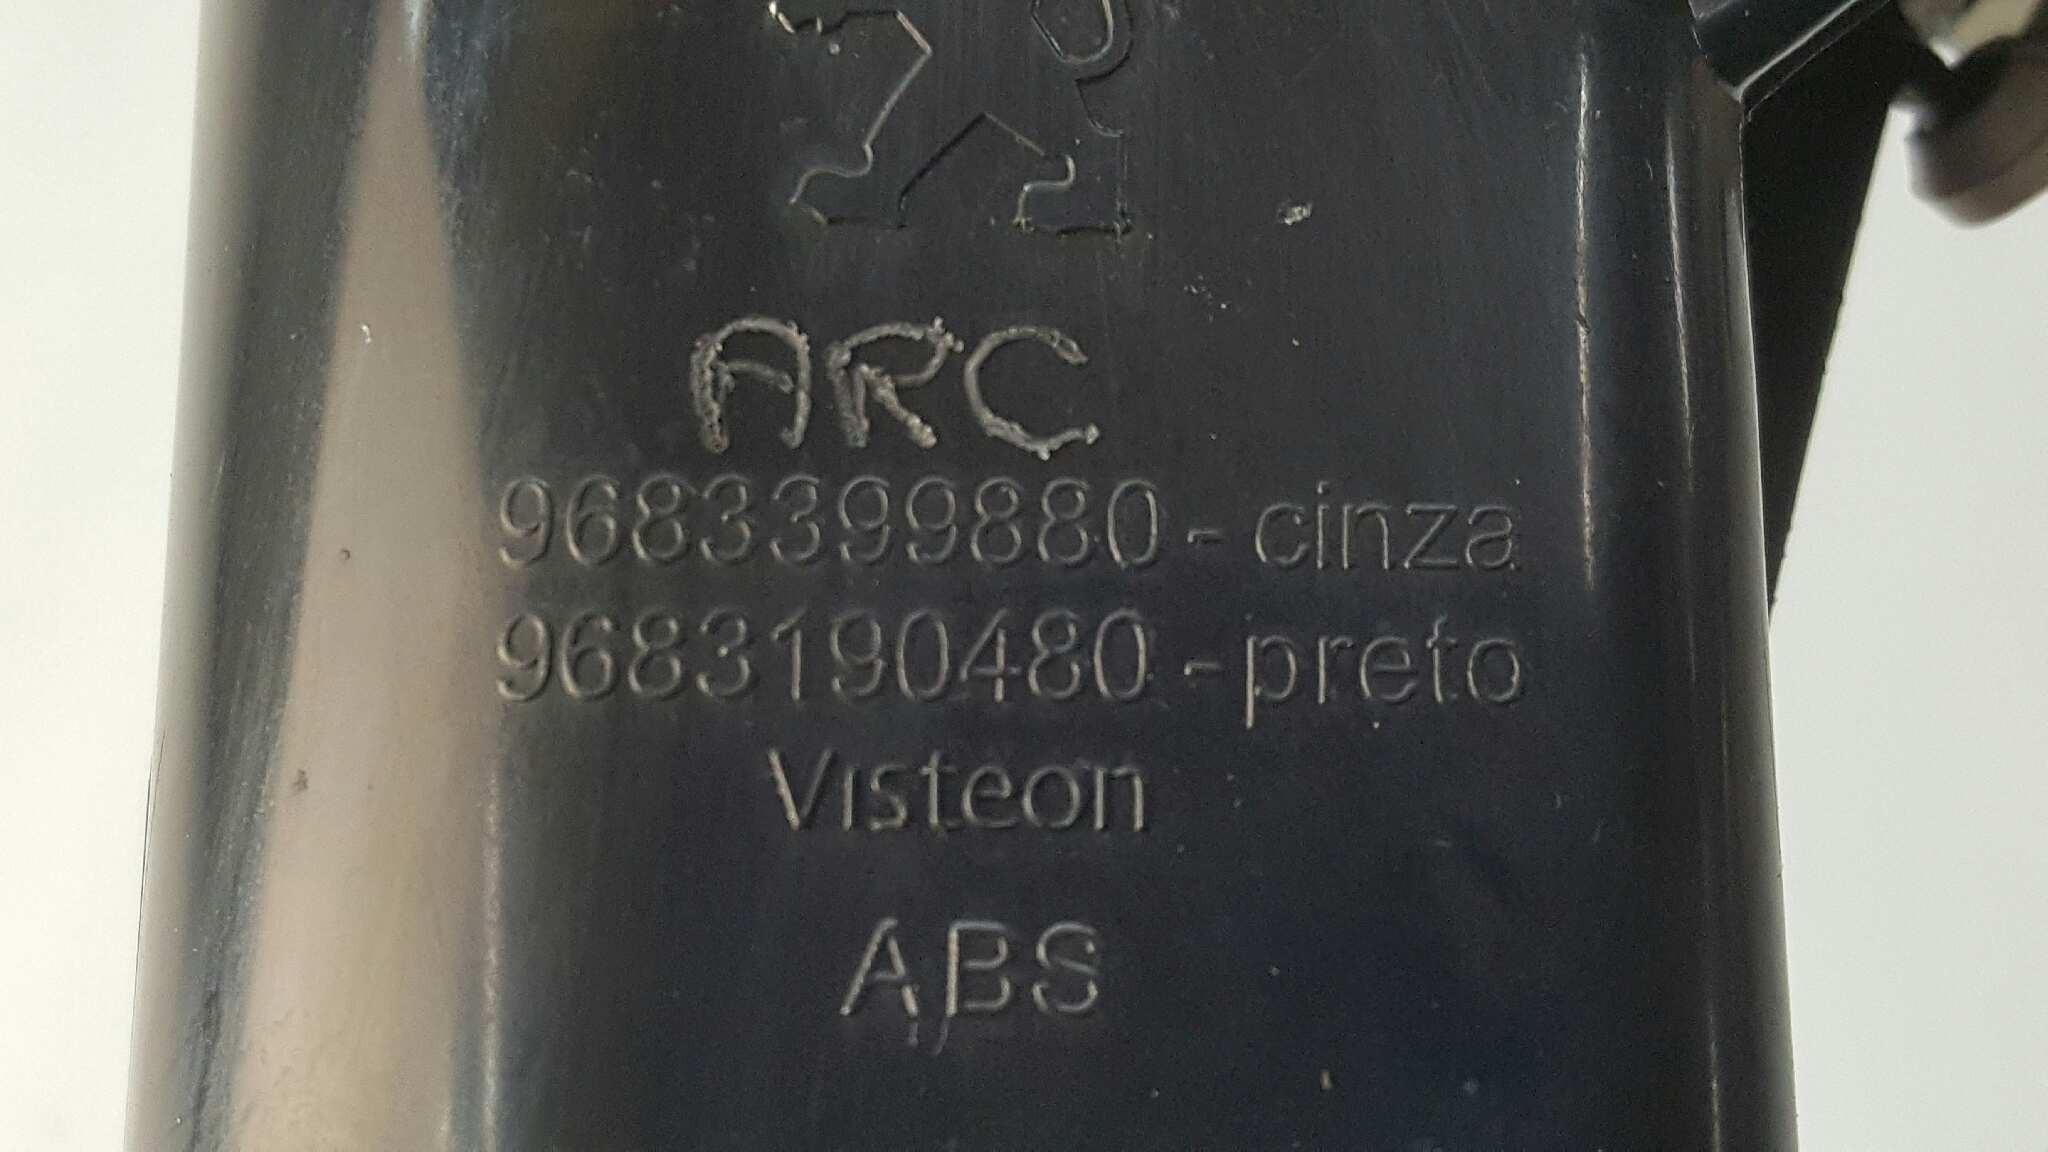 ARC
9683399880-cinza
9683190480-preto
Visteon
ABS